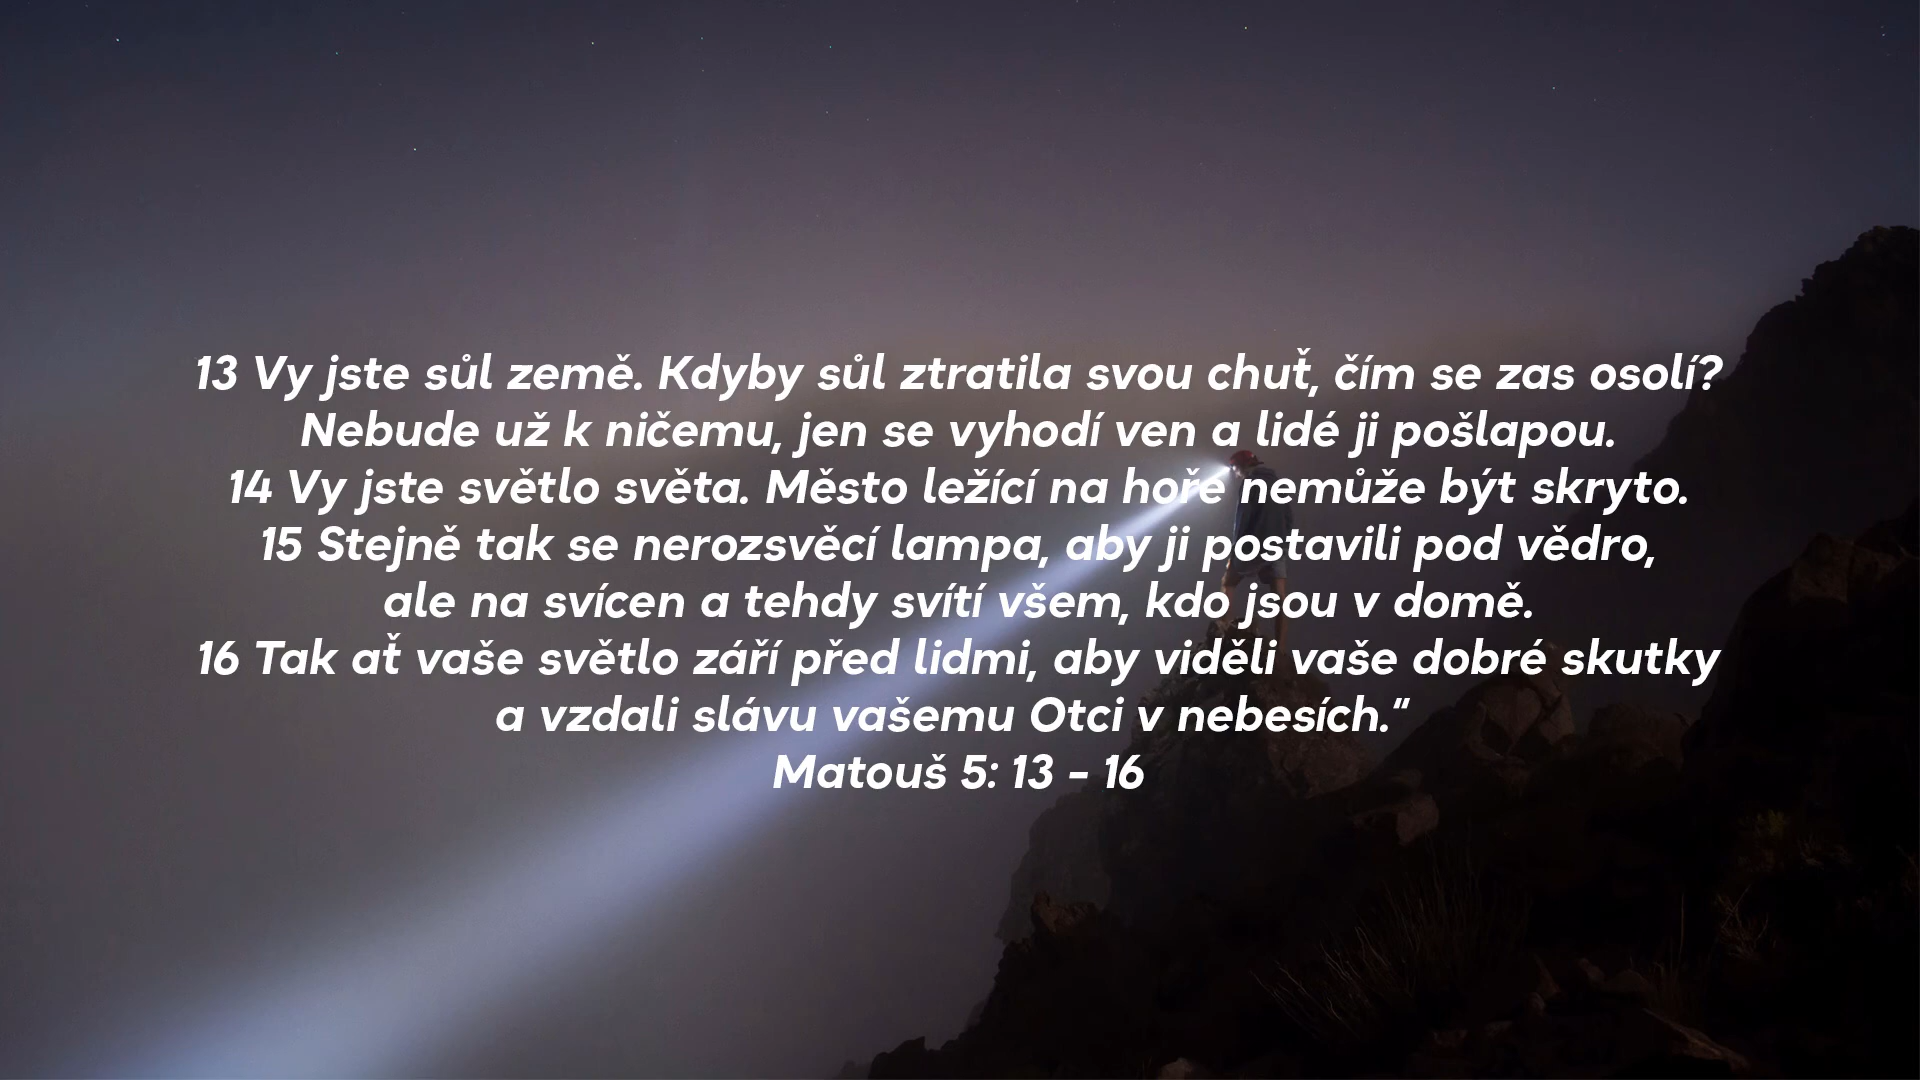 13 Vy jste sůl země. Kdyby sůl ztratila svou chuť, čím se zas osolí?
Nebude už k ničemu, jen se vyhodí ven a lidé ji pošlapou.
14 Vy jste světlo světa. Město ležící na hoře nemůže být skryto.
15 Stejně tak se nerozsvěcí lampa, aby ji postavili pod vědro,
ale na svícen a tehdy svítí všem, kdo jsou v domě.
16 Tak ať vaše světlo září před lidmi, aby viděli vaše dobré skutky
a vzdali slávu vašemu Otci v nebesích.“
Matouš 5: 13 - 16